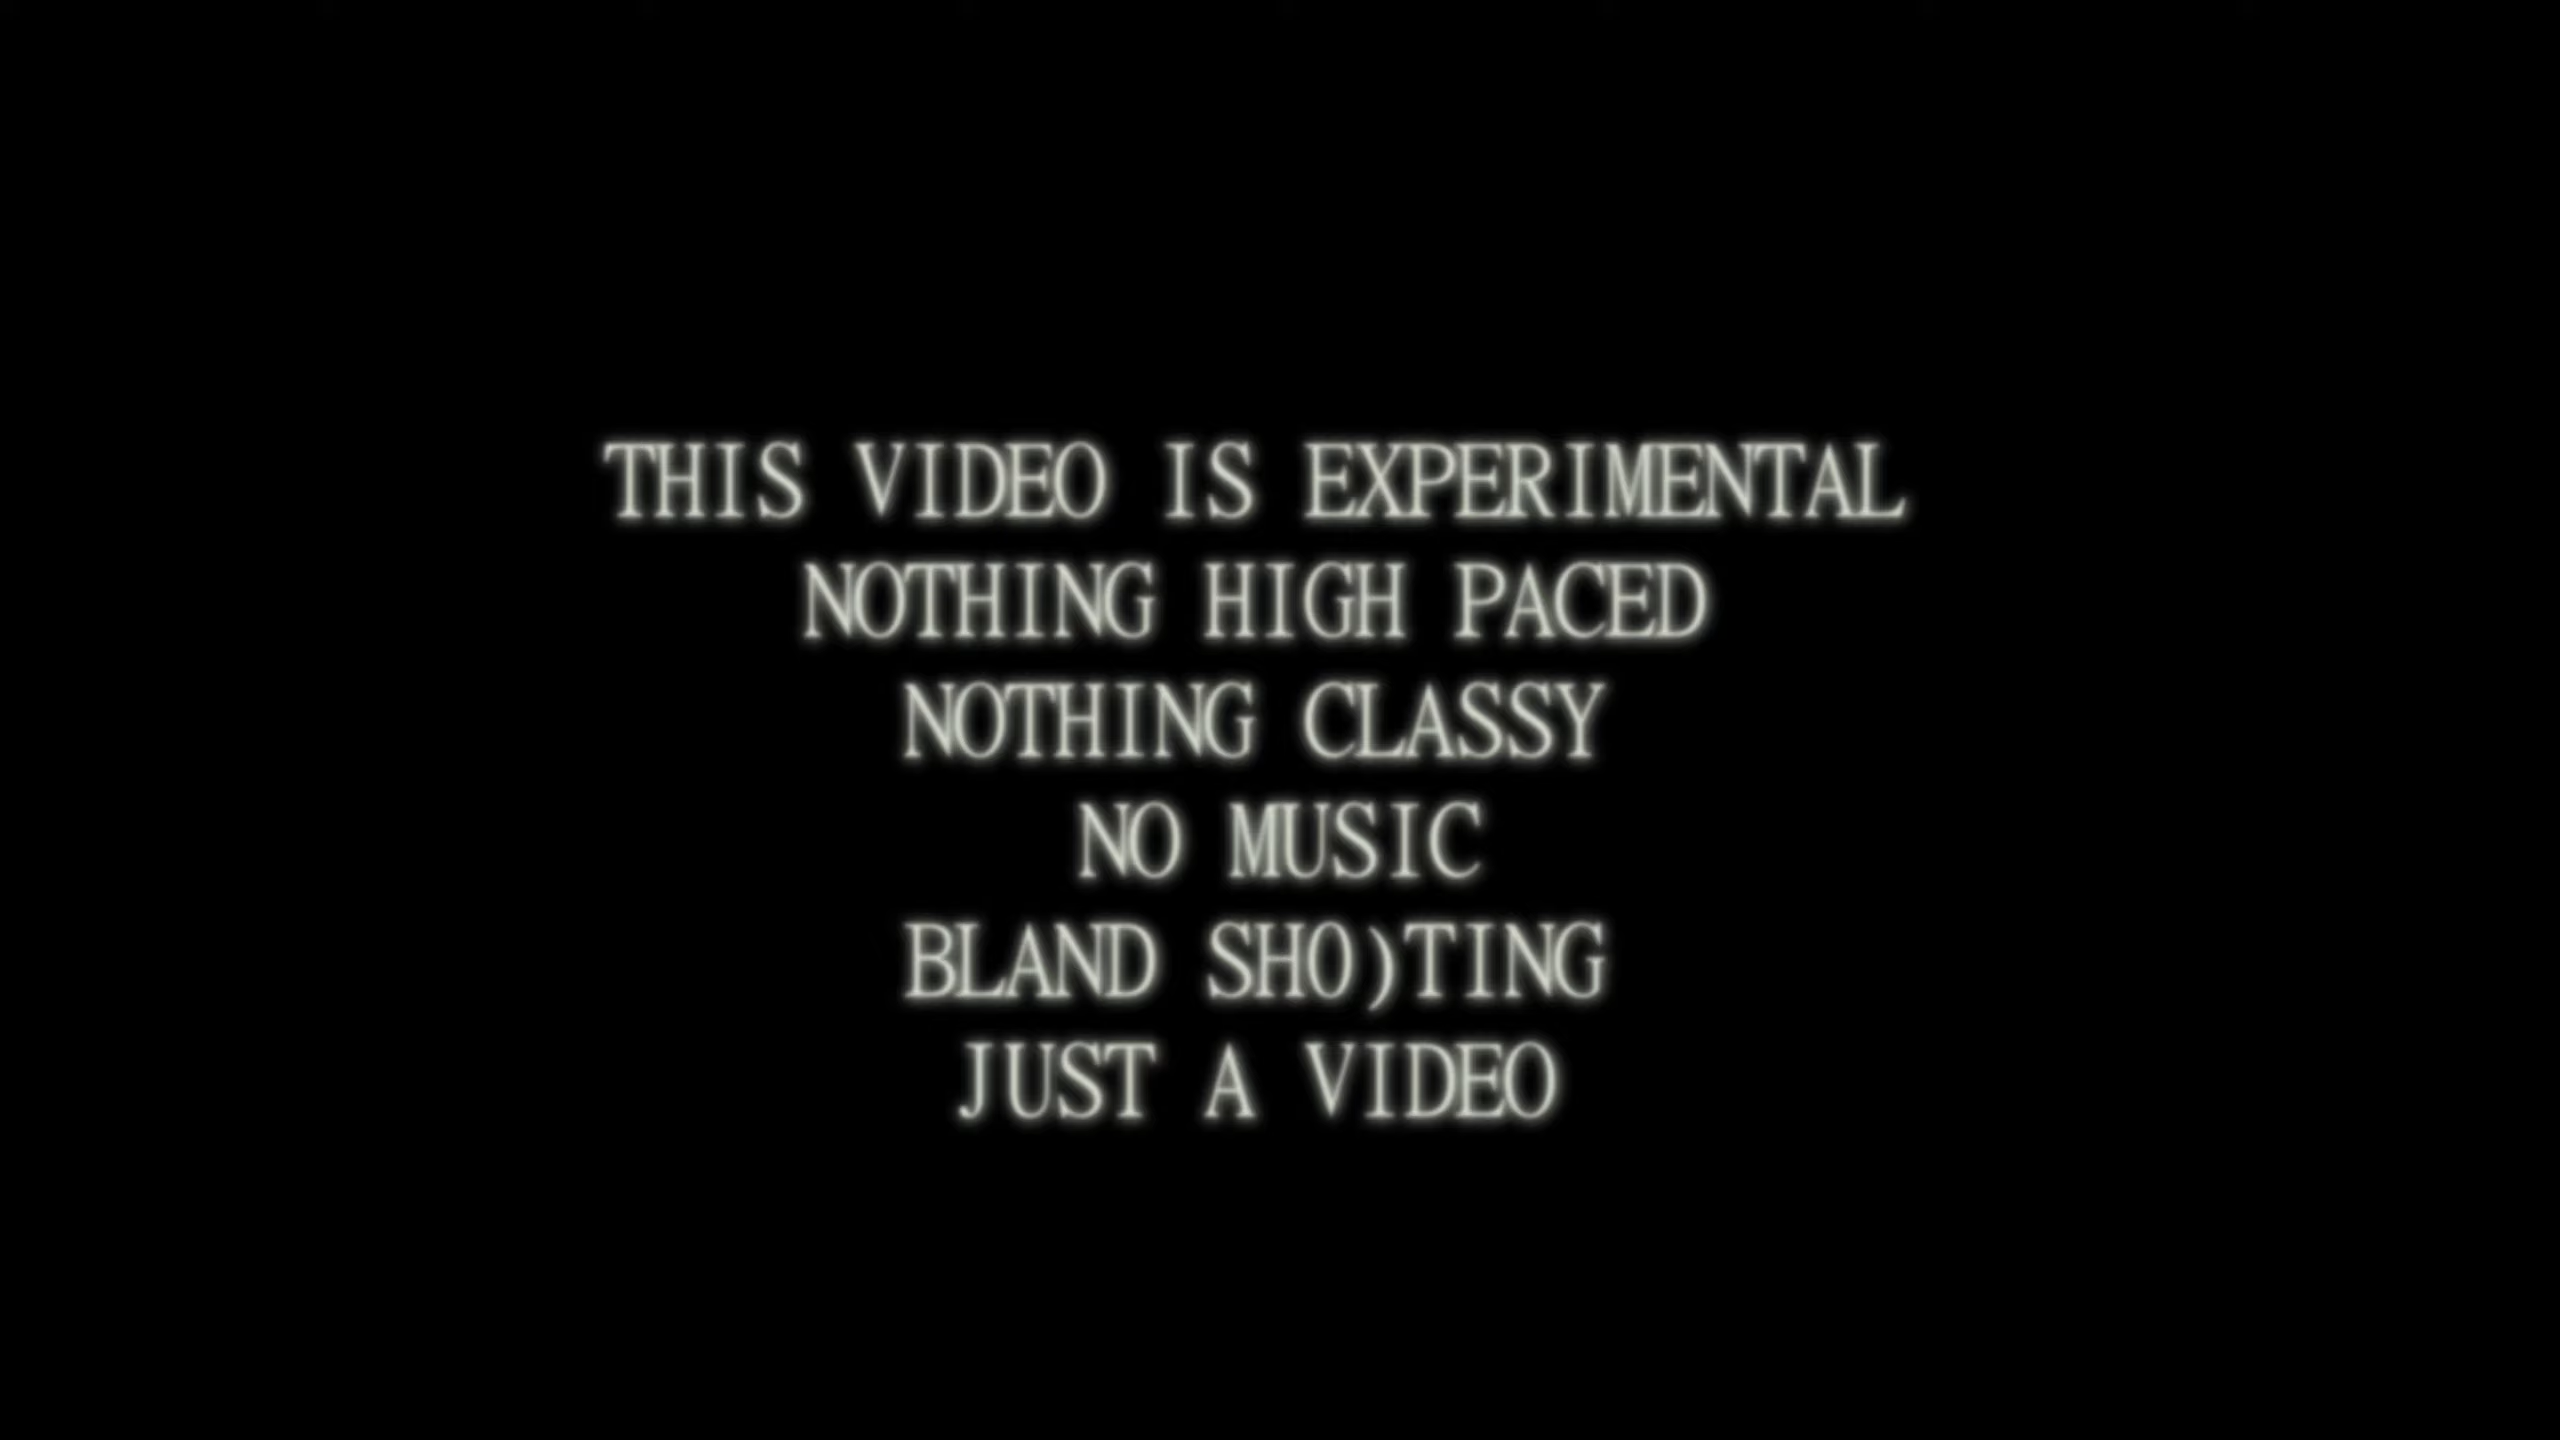 THIS VIDEO IS EXPERIMENTAL
NOTHING HIGH PACED
NOTHING CLASSY
NO MUSIC
BLAND SHO)TING
JUST A VIDEO